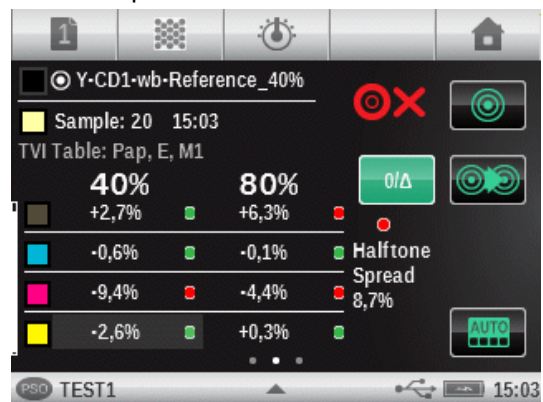 1
Y-CD1-wb-Reference_40%
Sample: 20 15:03
TVI Table: Pap, E, M1
40% 80%
0/Δ
+2,7% +6,3%
-0,6% -0,1%
Halftone
Spread
8,7%
-9,4% -4,4%
-2,6% +0,3%
AUTO
PSO TEST1 15:03